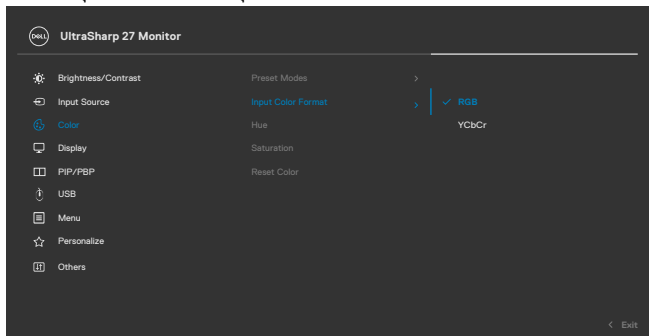 DELL UltraSharp 27 Monitor
Brightness/Contrast Preset Modes >
Input Source Input Color Format > ✓ RGB
Color Hue YCbCr
Display Saturation
PIP/PBP Reset Color
USB
Menu
Personalize
Others
< Exit